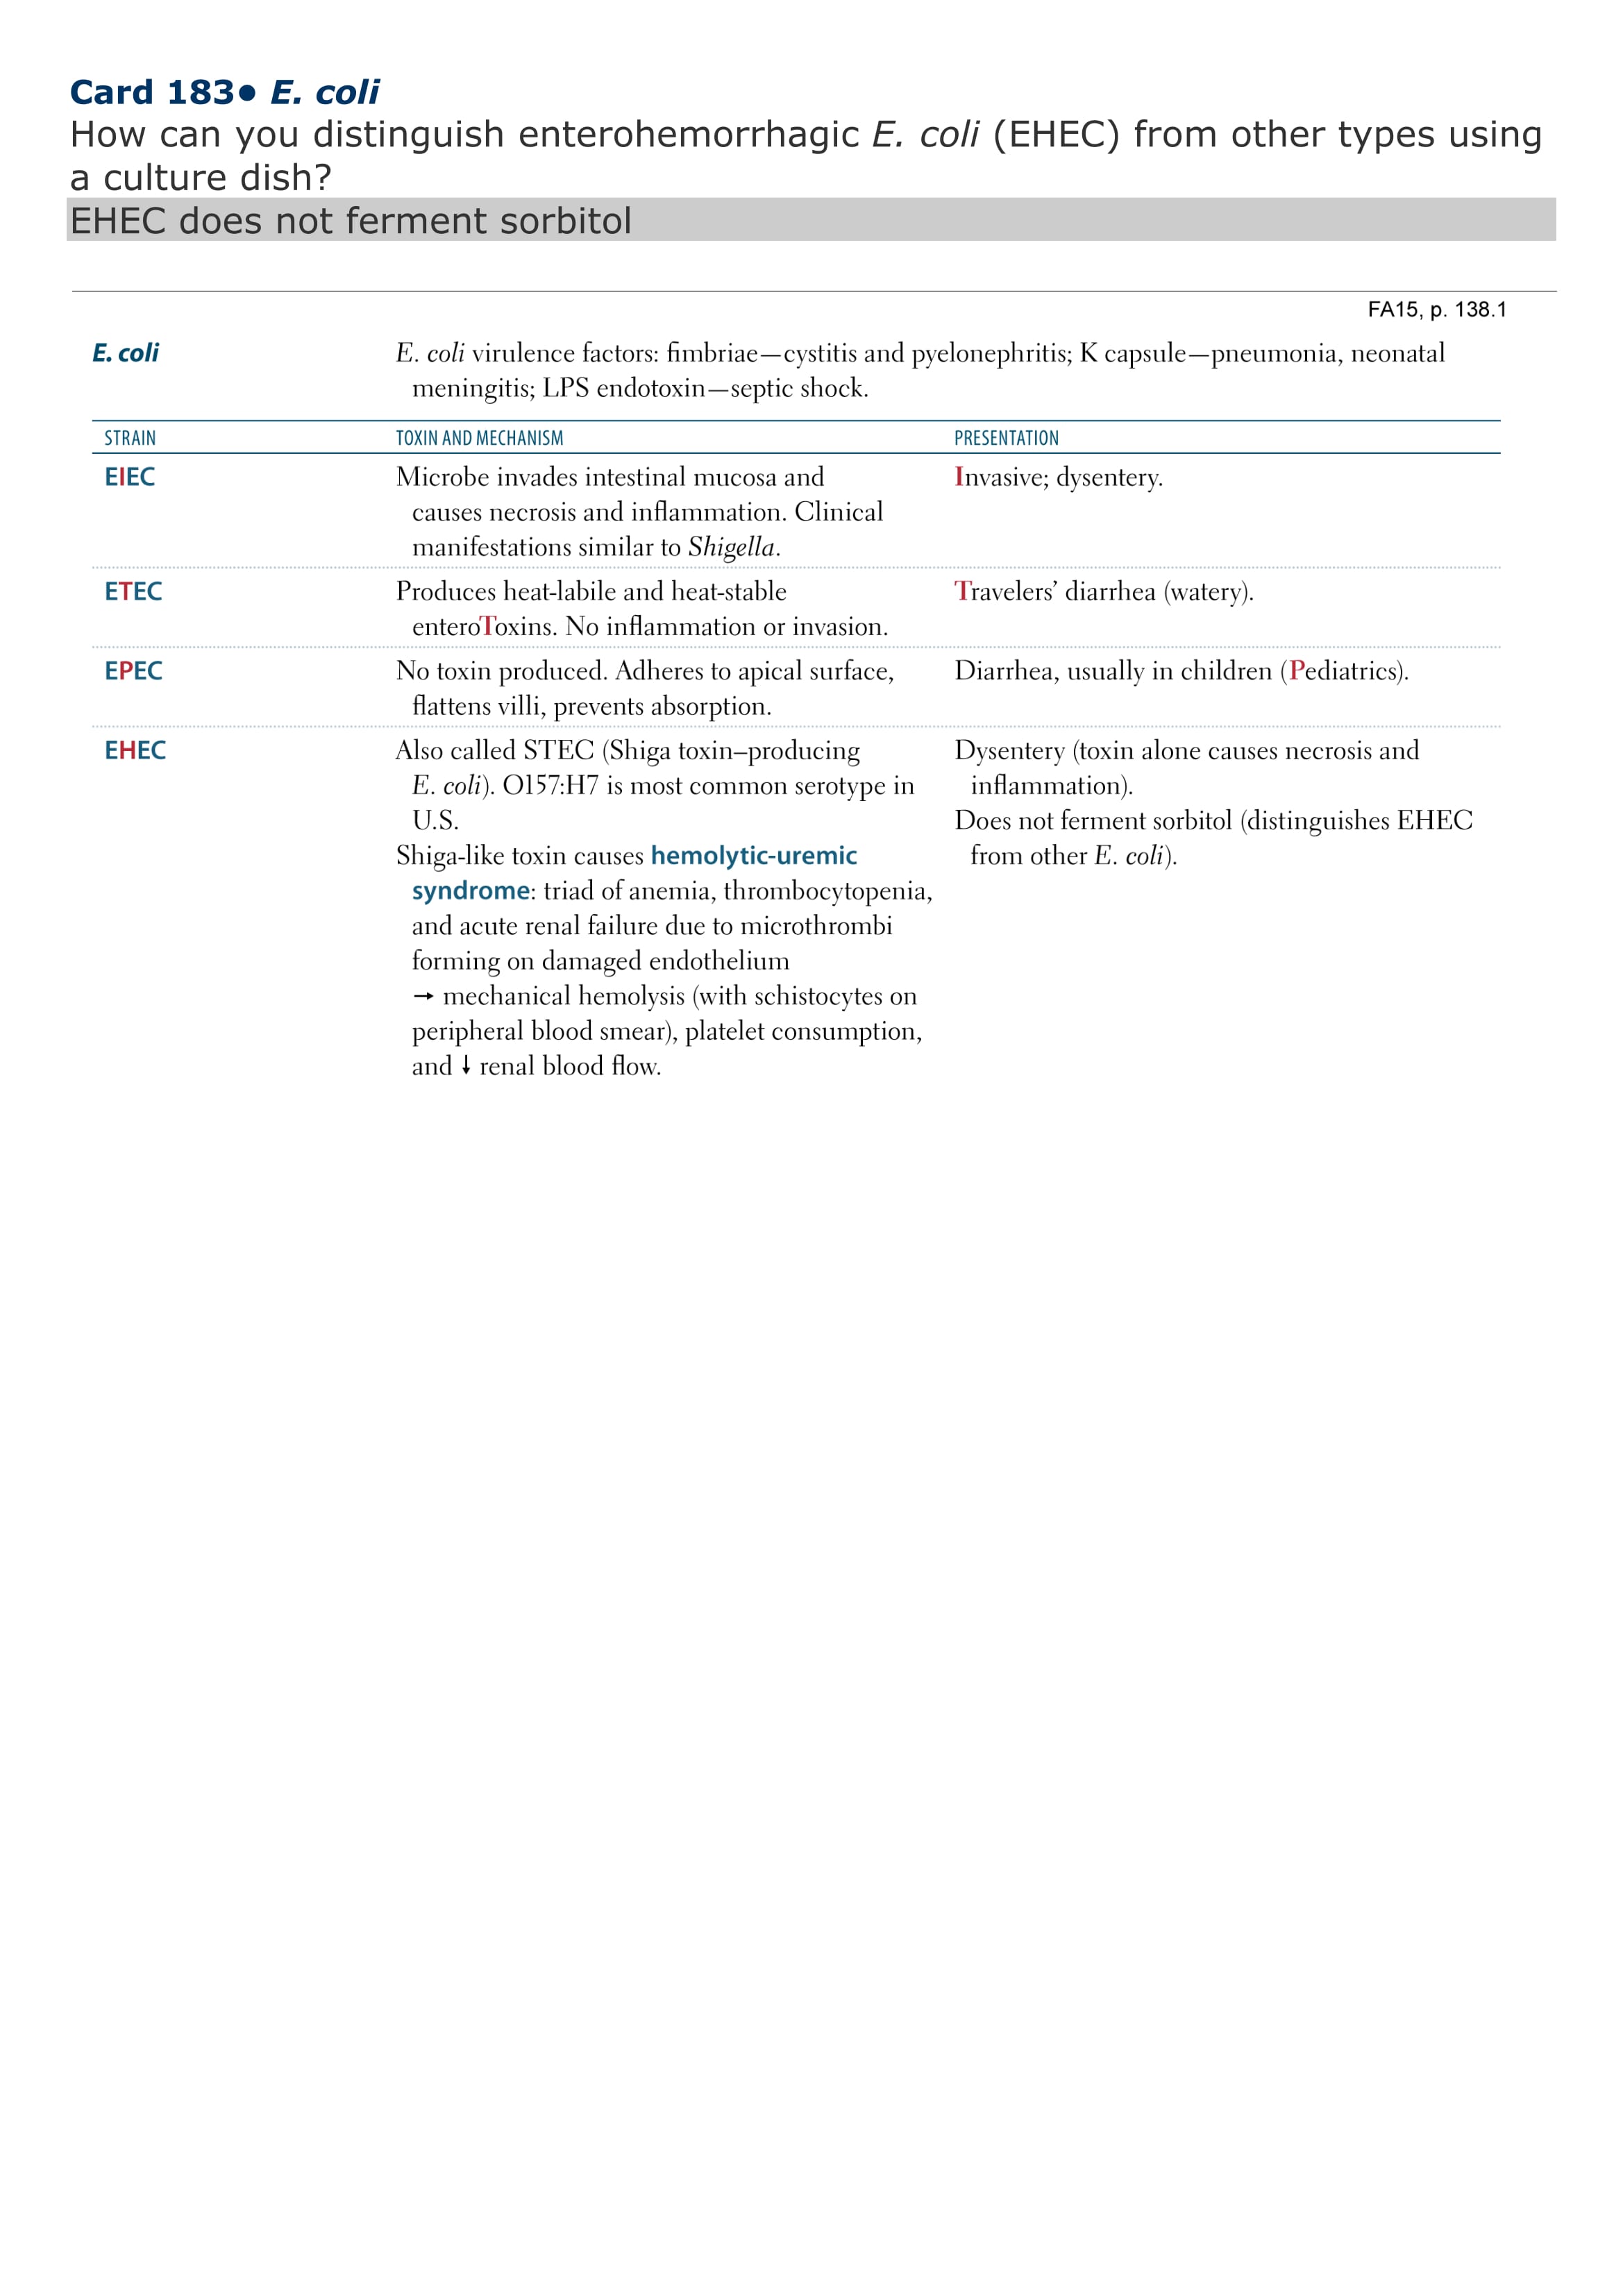 Card 183● E. coli
How can you distinguish enterohemorrhagic E. coli (EHEC) from other types using
a culture dish?
EHEC does not ferment sorbitol
FA15, p. 138.1
E. coli
E. coli virulence factors: fimbriae—cystitis and pyelonephritis; K capsule—pneumonia, neonatal
meningitis; LPS endotoxin—septic shock.
STRAIN TOXIN AND MECHANISM PRESENTATION
EIEC
Microbe invades intestinal mucosa and
causes necrosis and inflammation. Clinical
manifestations similar to Shigella.
Invasive; dysentery.
ETEC
Produces heat-labile and heat-stable
enteroToxins. No inflammation or invasion.
Travelers’ diarrhea (watery).
EPEC
No toxin produced. Adheres to apical surface,
flattens villi, prevents absorption.
Diarrhea, usually in children (Pediatrics).
EHEC
Also called STEC (Shiga toxin–producing
E. coli). O157:H7 is most common serotype in
U.S.
Shiga-like toxin causes hemolytic-uremic
syndrome: triad of anemia, thrombocytopenia,
and acute renal failure due to microthrombi
forming on damaged endothelium
→ mechanical hemolysis (with schistocytes on
peripheral blood smear), platelet consumption,
and ↓ renal blood flow.
Dysentery (toxin alone causes necrosis and
inflammation).
Does not ferment sorbitol (distinguishes EHEC
from other E. coli).